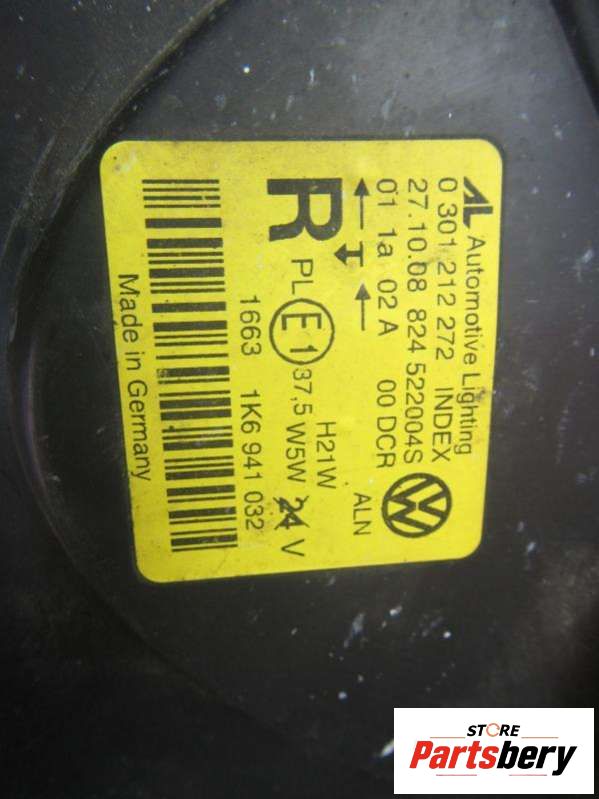 AL Automotive Lighting
0 301 212 272 INDEX
27.10.08 824 522004S
01 1a 02 A 00 DCR
VW
ALN
R
PL E1 37,5 W5W 24 V
H21W
1663 1K6 941 032
Made in Germany
STORE
Partsbery